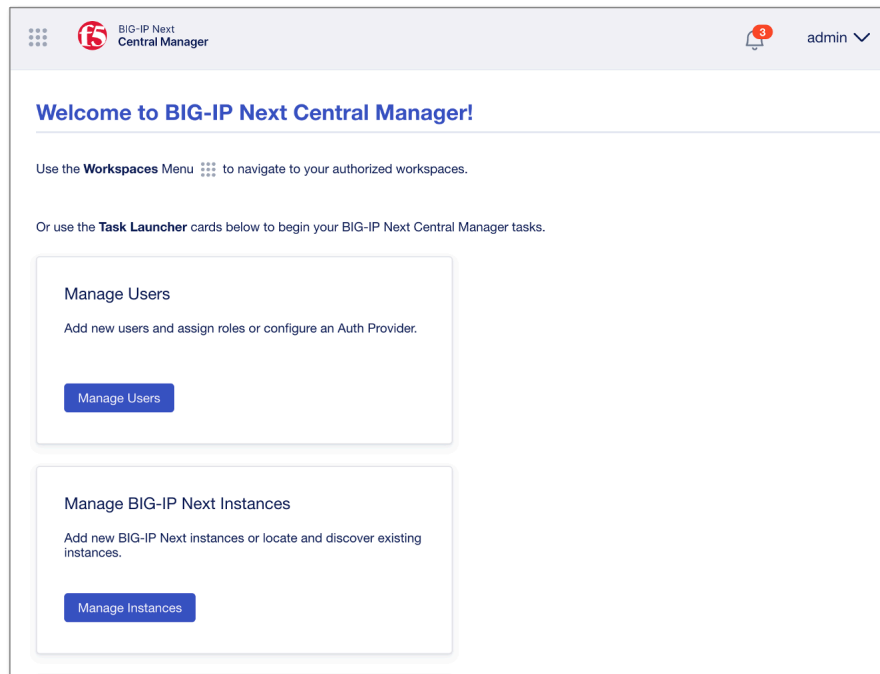 f5
BIG-IP Next
Central Manager
3
admin
Welcome to BIG-IP Next Central Manager!
Use the Workspaces Menu to navigate to your authorized workspaces.
Or use the Task Launcher cards below to begin your BIG-IP Next Central Manager tasks.
Manage Users
Add new users and assign roles or configure an Auth Provider.
Manage Users
Manage BIG-IP Next Instances
Add new BIG-IP Next instances or locate and discover existing
instances.
Manage Instances